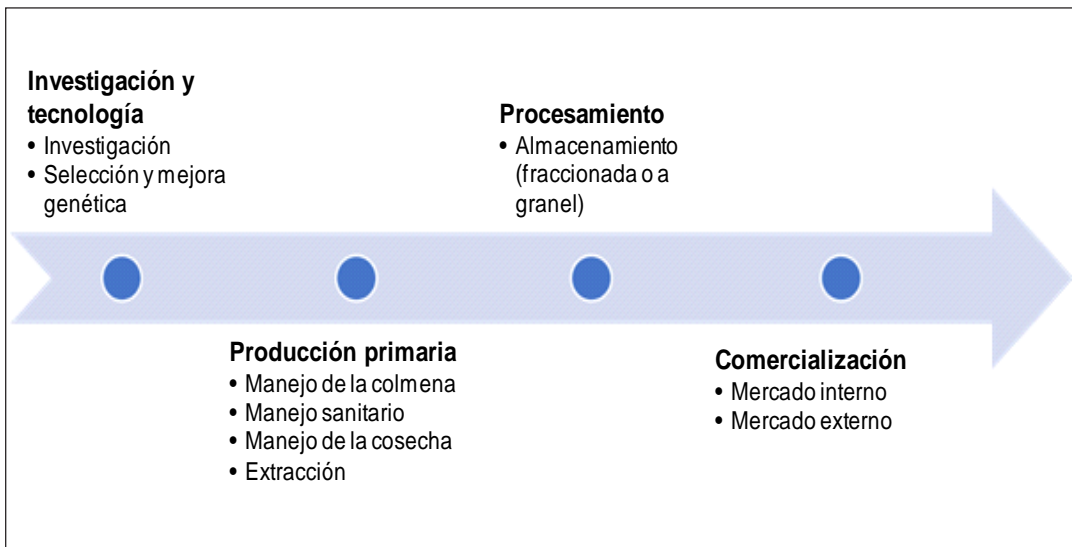 Investigación y
tecnología
• Investigación
• Selección y mejora
genética
Producción primaria
• Manejo de la colmena
• Manejo sanitario
• Manejo de la cosecha
• Extracción
Procesamiento
• Almacenamiento
(fraccionada o a
granel)
Comercialización
• Mercado interno
• Mercado externo